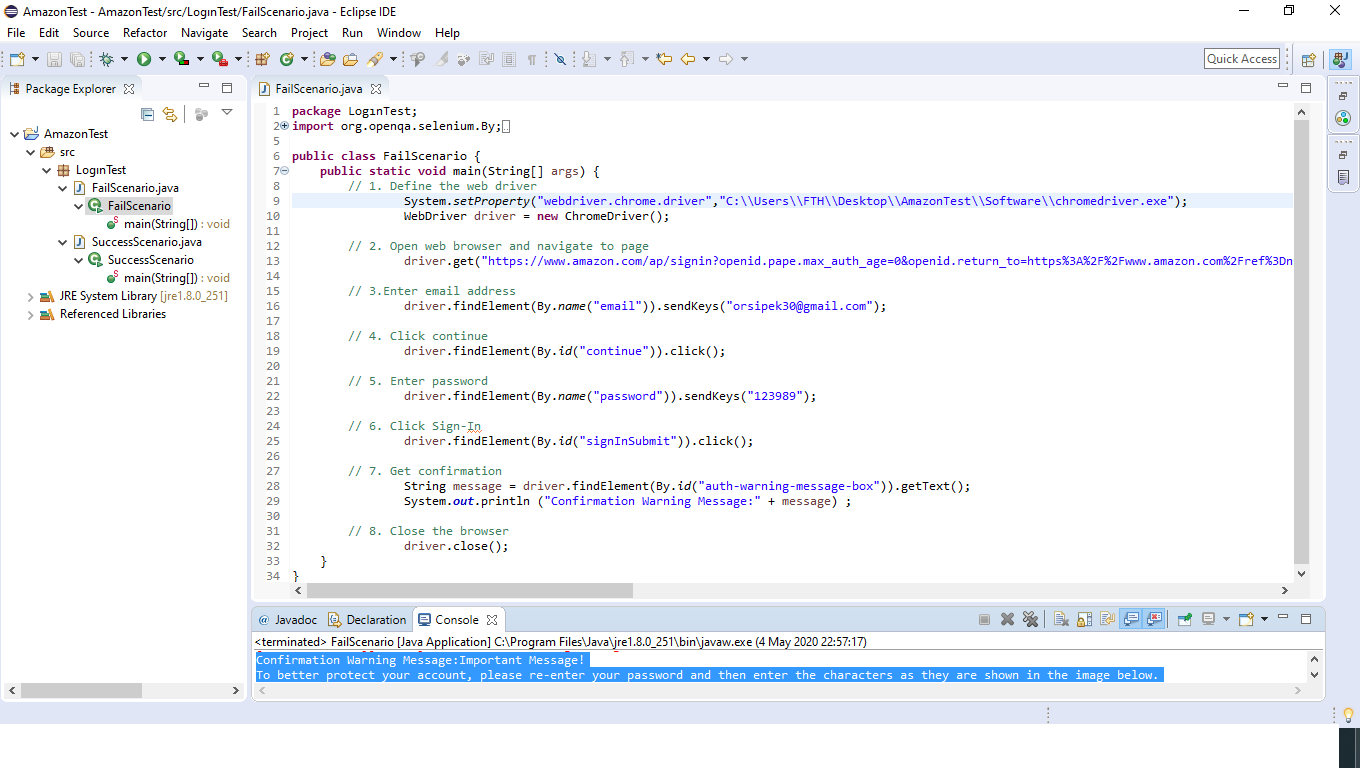 AmazonTest - AmazonTest/src/LogınTest/FailScenario.java - Eclipse IDE
File Edit Source Refactor Navigate Search Project Run Window Help
Quick Access
Package Explorer
AmazonTest
src
LogınTest
FailScenario.java
FailScenario
main(String[]) : void
SuccessScenario.java
SuccessScenario
main(String[]) : void
JRE System Library [jre1.8.0_251]
Referenced Libraries
FailScenario.java
1 package LogınTest;
2 import org.openqa.selenium.By;
5
6 public class FailScenario {
7 public static void main(String[] args) {
8 // 1. Define the web driver
9 System.setProperty("webdriver.chrome.driver","C:\\Users\\FTH\\Desktop\\AmazonTest\\Software\\chromedriver.exe");
10 WebDriver driver = new ChromeDriver();
11
12 // 2. Open web browser and navigate to page
13 driver.get("https://www.amazon.com/ap/signin?openid.pape.max_auth_age=0&openid.return_to=https%3A%2F%2Fwww.amazon.com%2Fref%3Dn
14
15 // 3.Enter email address
16 driver.findElement(By.name("email")).sendKeys("orsipek30@gmail.com");
17
18 // 4. Click continue
19 driver.findElement(By.id("continue")).click();
20
21 // 5. Enter password
22 driver.findElement(By.name("password")).sendKeys("123989");
23
24 // 6. Click Sign-In
25 driver.findElement(By.id("signInSubmit")).click();
26
27 // 7. Get confirmation
28 String message = driver.findElement(By.id("auth-warning-message-box")).getText();
29 System.out.println ("Confirmation Warning Message:" + message) ;
30
31 // 8. Close the browser
32 driver.close();
33 }
34 }
@ Javadoc Declaration Console
<terminated> FailScenario [Java Application] C:\Program Files\Java\jre1.8.0_251\bin\javaw.exe (4 May 2020 22:57:17)
Confirmation Warning Message:Important Message!
To better protect your account, please re-enter your password and then enter the characters as they are shown in the image below.